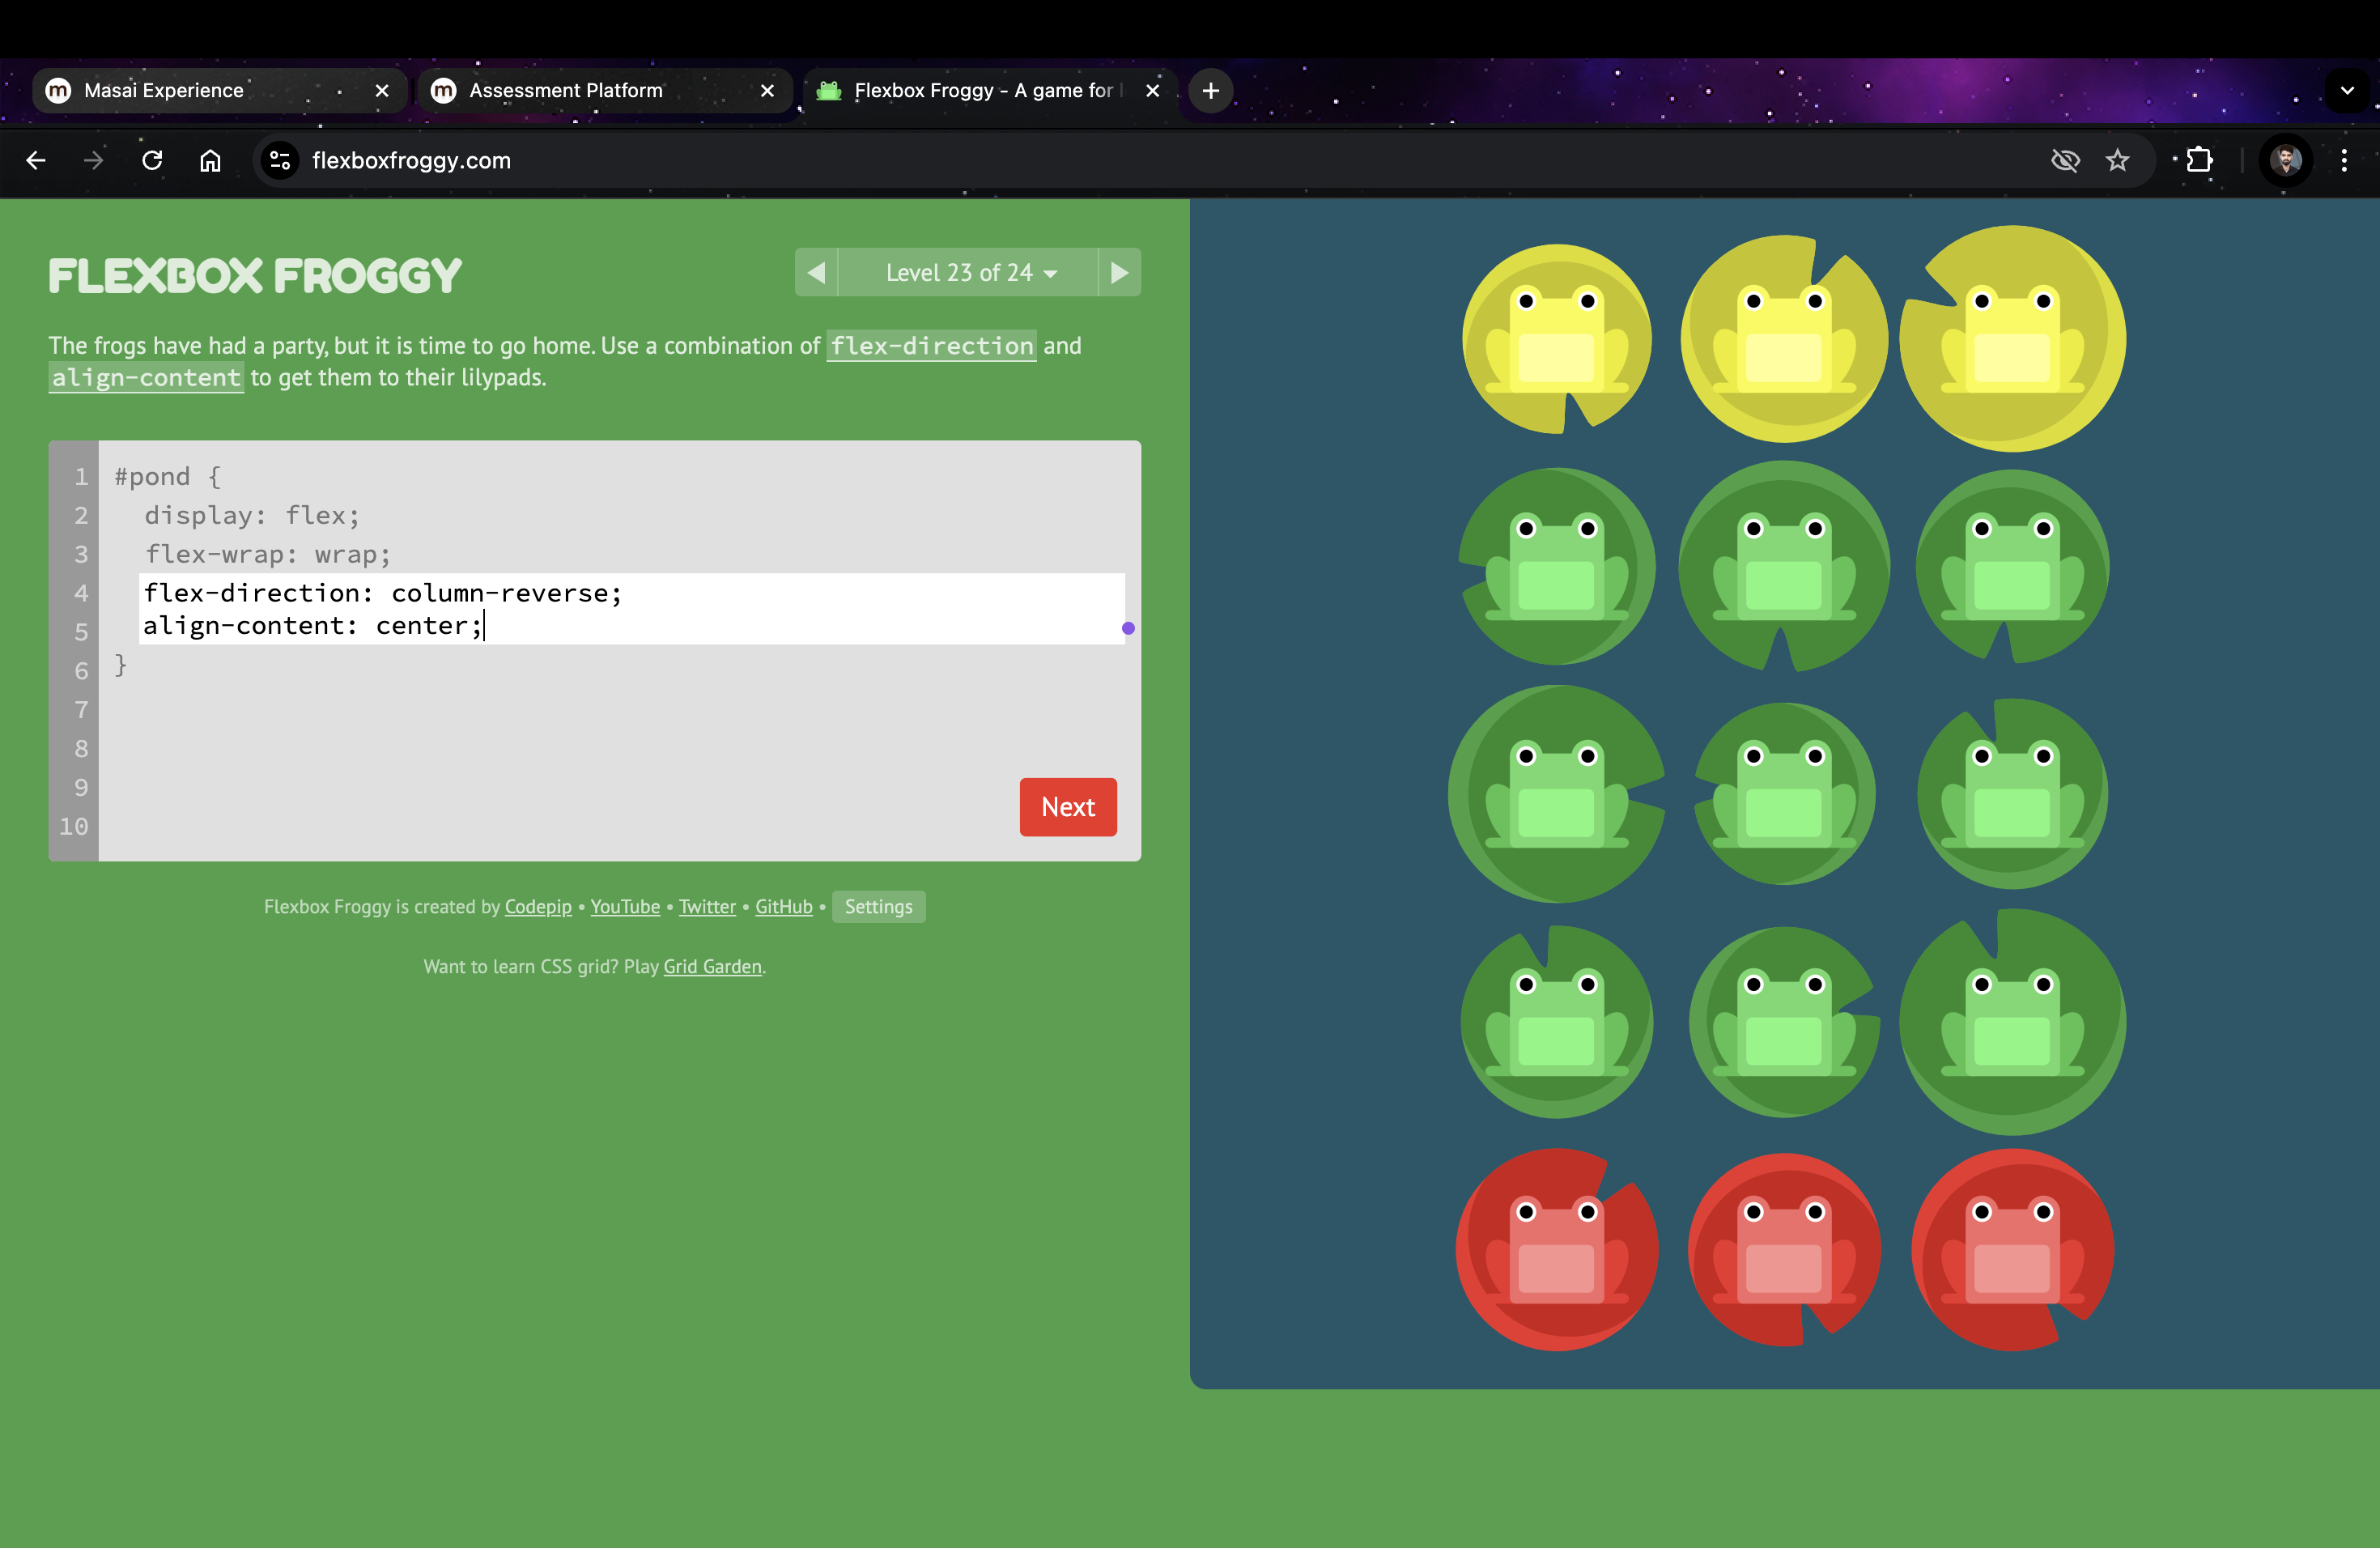 Masai Experience
Assessment Platform
Flexbox Froggy - A game for
flexboxfroggy.com
FLEXBOX FROGGY
Level 23 of 24
The frogs have had a party, but it is time to go home. Use a combination of flex-direction and
align-content to get them to their lilypads.
1 #pond {
2 display: flex;
3 flex-wrap: wrap;
4 flex-direction: column-reverse;
5 align-content: center;
6 }
7
8
9
10
Next
Flexbox Froggy is created by Codepip • YouTube • Twitter • GitHub • Settings
Want to learn CSS grid? Play Grid Garden.